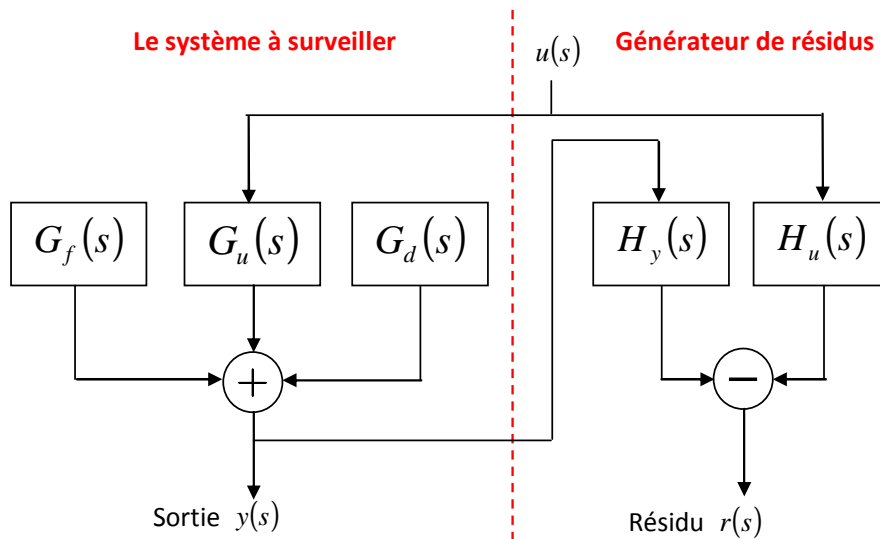 Le système à surveiller
Générateur de résidus
u(s)
G_f(s)
G_u(s)
G_d(s)
H_y(s)
H_u(s)
+
−
Sortie y(s)
Résidu r(s)